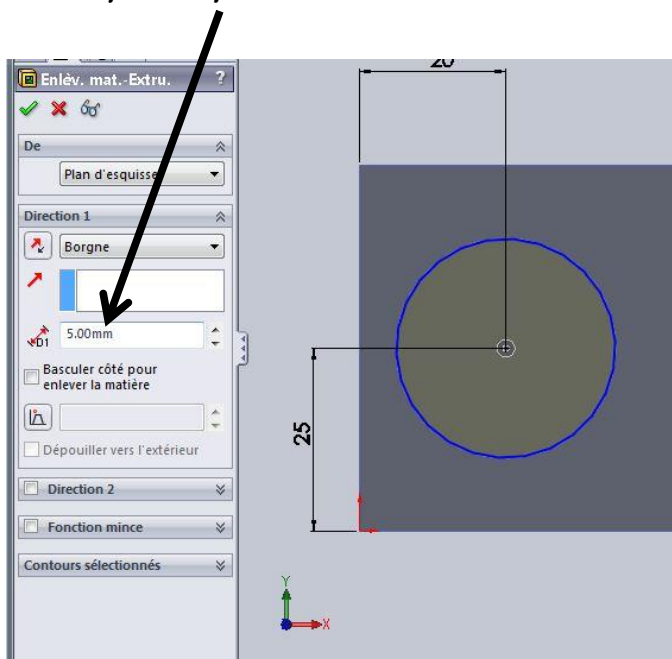 20
Enlèv. mat.-Extru. ?
De
Plan d'esquisse
Direction 1
Borgne
D1 5.00mm
Basculer côté pour
enlever la matière
Dépouiller vers l'extérieur
Direction 2
Fonction mince
Contours sélectionnés
25
Y
X